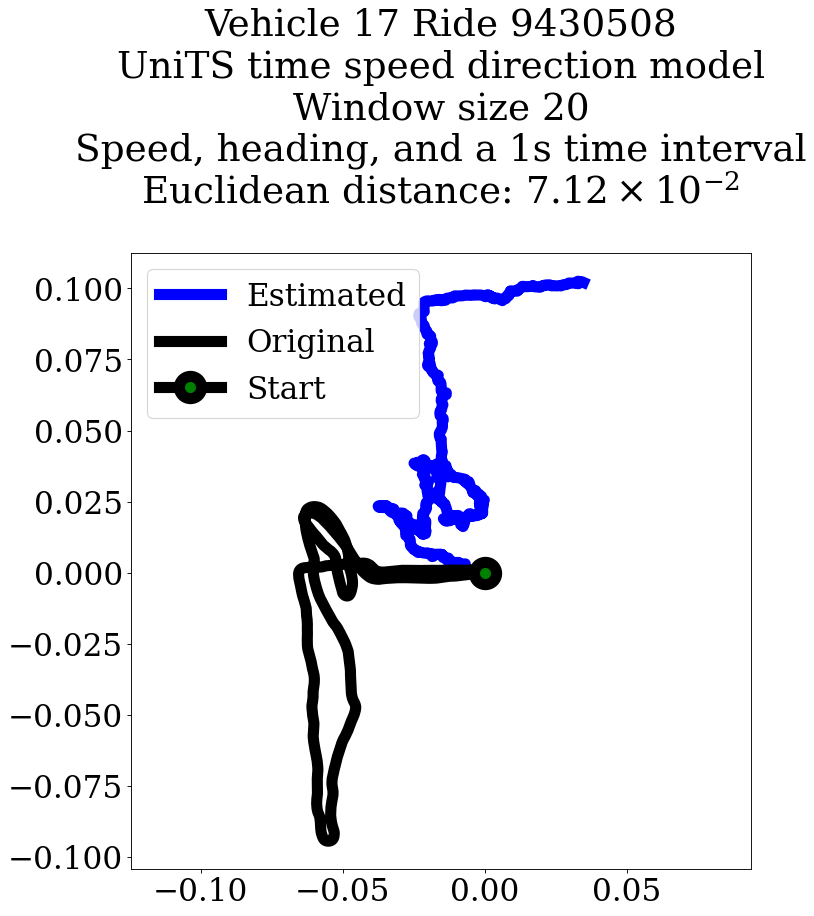 Vehicle 17 Ride 9430508
UniTS time speed direction model
Window size 20
Speed, heading, and a 1s time interval
Euclidean distance: 7.12 × 10⁻²
Estimated
Original
Start
0.100
0.075
0.050
0.025
0.000
−0.025
−0.050
−0.075
−0.100
−0.10 −0.05 0.00 0.05